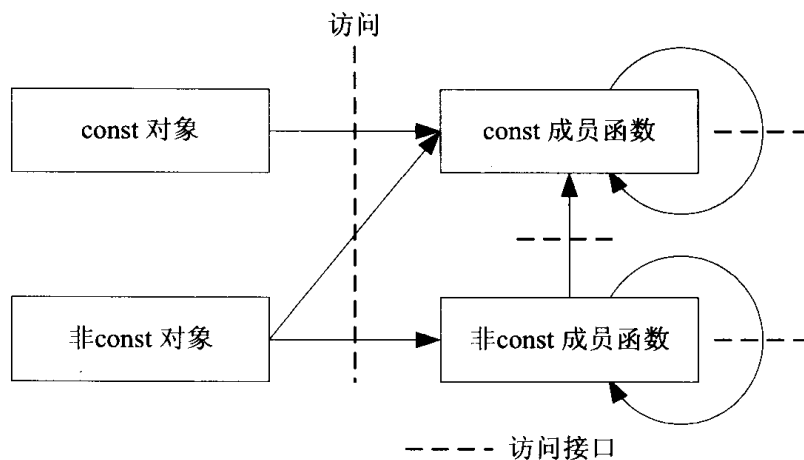 访问
const 对象
const 成员函数
非const 对象
非const 成员函数
访问接口